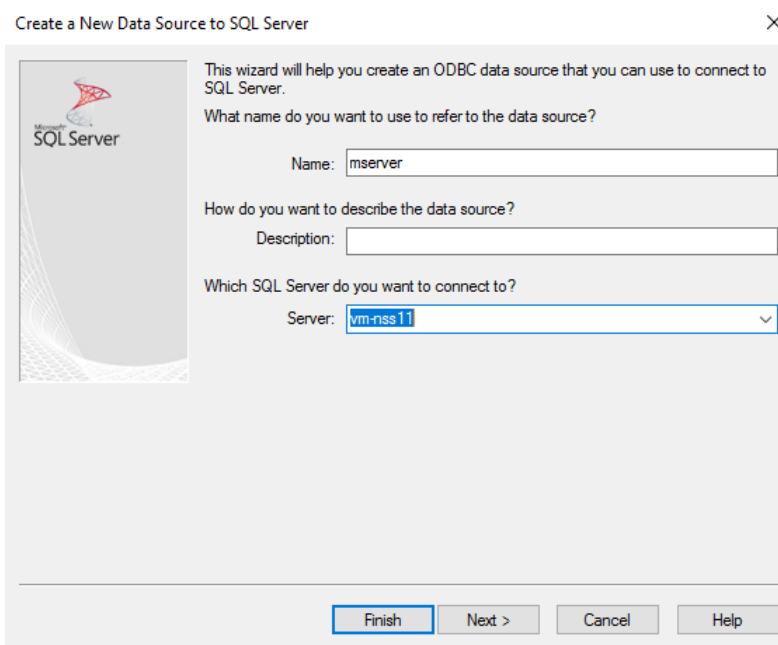 Create a New Data Source to SQL Server
Microsoft
SQL Server
This wizard will help you create an ODBC data source that you can use to connect to
SQL Server.
What name do you want to use to refer to the data source?
Name: mserver
How do you want to describe the data source?
Description:
Which SQL Server do you want to connect to?
Server: vm-nss11
Finish Next > Cancel Help